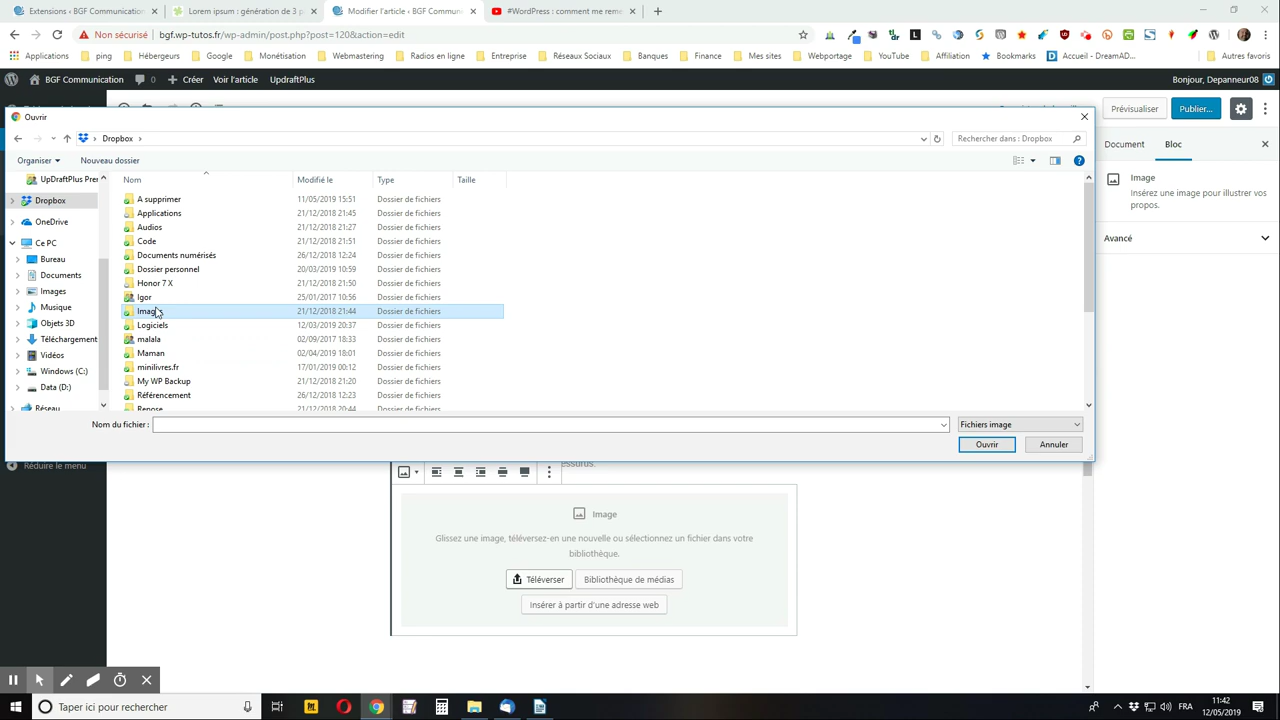 Extensies ‹ BGF Communication
Lorem ipsum : génération de 3 p
Modifier l'article ‹ BGF Commun
#WordPress : comment me reme
Non sécurisé
bgf.wp-tutos.fr/wp-admin/post.php?post=120&action=edit
Applications
ping
Hébergeurs
Google
Monétisation
Webmastering
Radios en ligne
Entreprise
Réseaux Sociaux
Banques
Finance
Mes sites
Webportage
Affiliation
Bookmarks
Accueil - DreamAD...
Autres favoris
BGF Communication
0
Créer
Voir l'article
UpdraftPlus
Bonjour, Depanneur08
Prévisualiser
Publier...
Ouvrir
Dropbox
Rechercher dans : Dropbox
Organiser
Nouveau dossier
Document
Bloc
Image
Insérez une image pour illustrer vos
propos.
Avancé
UpDraftPlus Prer
Dropbox
OneDrive
Ce PC
Bureau
Documents
Images
Musique
Objets 3D
Téléchargement
Vidéos
Windows (C:)
Data (D:)
Réseau
Nom
Modifié le
Type
Taille
A supprimer 11/05/2019 15:51 Dossier de fichiers
Applications 21/12/2018 21:45 Dossier de fichiers
Audios 21/12/2018 21:27 Dossier de fichiers
Code 21/12/2018 21:51 Dossier de fichiers
Documents numérisés 26/12/2018 12:24 Dossier de fichiers
Dossier personnel 20/03/2019 10:59 Dossier de fichiers
Honor 7 X 21/12/2018 21:50 Dossier de fichiers
Igor 25/01/2017 10:56 Dossier de fichiers
Images 21/12/2018 21:44 Dossier de fichiers
Logiciels 12/03/2019 20:37 Dossier de fichiers
malala 02/09/2017 18:33 Dossier de fichiers
Maman 02/04/2019 18:01 Dossier de fichiers
minilivres.fr 17/01/2019 00:12 Dossier de fichiers
My WP Backup 21/12/2018 21:20 Dossier de fichiers
Référencement 26/12/2018 12:23 Dossier de fichiers
Repose 21/12/2018 20:44 Dossier de fichiers
Nom du fichier :
Fichiers image
Ouvrir
Annuler
Réduire le menu
Image
Glissez une image, téléversez-en une nouvelle ou sélectionnez un fichier dans votre
bibliothèque.
Téléverser
Bibliothèque de médias
Insérer à partir d'une adresse web
Taper ici pour rechercher
FRA
11:42
12/05/2019